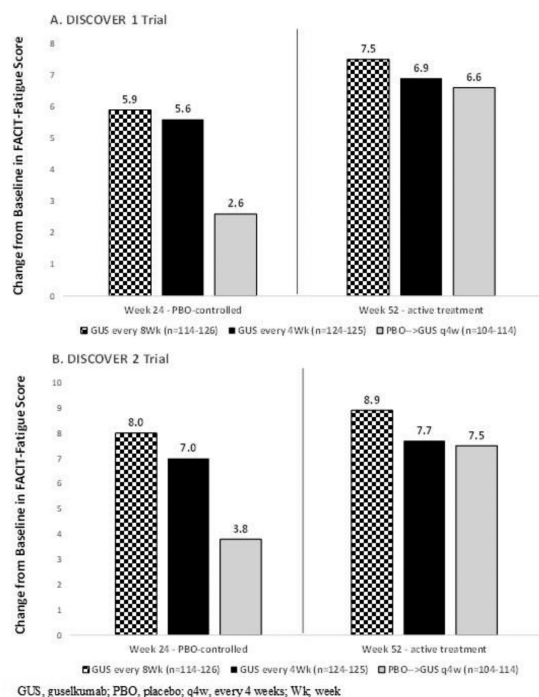 A. DISCOVER 1 Trial
Change from Baseline in FACIT-Fatigue Score
8
7
6
5
4
3
2
1
0
5.9
5.6
2.6
7.5
6.9
6.6
Week 24 - PBO-controlled
Week 52 - active treatment
GUS every 8Wk (n=114-126) GUS every 4Wk (n=124-125) PBO-->GUS q4w (n=104-114)
B. DISCOVER 2 Trial
Change from Baseline in FACIT-Fatigue Score
10
9
8
7
6
5
4
3
2
1
0
8.0
7.0
3.8
8.9
7.7
7.5
Week 24 - PBO-controlled
Week 52 - active treatment
GUS every 8Wk (n=114-126) GUS every 4Wk (n=124-125) PBO-->GUS q4w (n=104-114)
GUS, guselkumab; PBO, placebo; q4w, every 4 weeks; Wk, week